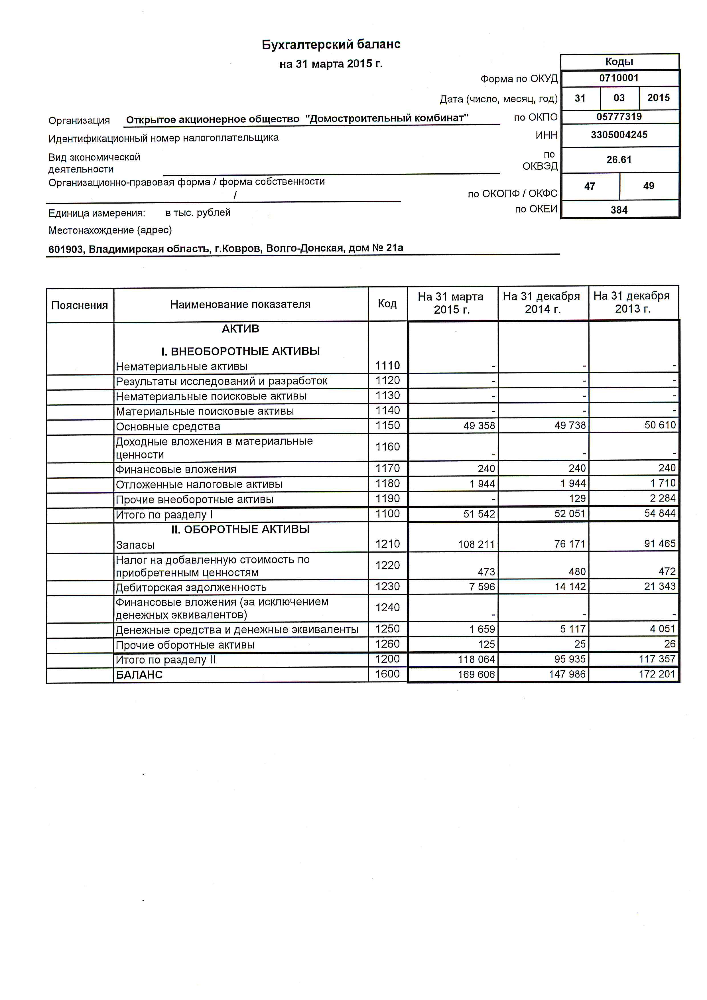 Бухгалтерский баланс
на 31 марта 2015 г.
Коды
Форма по ОКУД 0710001
Дата (число, месяц, год) 31 03 2015
Организация Открытое акционерное общество "Домостроительный комбинат" по ОКПО 05777319
Идентификационный номер налогоплательщика ИНН 3305004245
Вид экономической
деятельности
по
ОКВЭД
26.61
Организационно-правовая форма / форма собственности
/
по ОКОПФ / ОКФС 47 49
Единица измерения: в тыс. рублей по ОКЕИ 384
Местонахождение (адрес)
601903, Владимирская область, г.Ковров, Волго-Донская, дом № 21а
Пояснения Наименование показателя Код На 31 марта 2015 г. На 31 декабря 2014 г. На 31 декабря 2013 г.
АКТИВ
I. ВНЕОБОРОТНЫЕ АКТИВЫ
Нематериальные активы 1110 - - -
Результаты исследований и разработок 1120 - - -
Нематериальные поисковые активы 1130 - - -
Материальные поисковые активы 1140 - - -
Основные средства 1150 49 358 49 738 50 610
Доходные вложения в материальные
ценности 1160 - - -
Финансовые вложения 1170 240 240 240
Отложенные налоговые активы 1180 1 944 1 944 1 710
Прочие внеоборотные активы 1190 - 129 2 284
Итого по разделу I 1100 51 542 52 051 54 844
II. ОБОРОТНЫЕ АКТИВЫ
Запасы 1210 108 211 76 171 91 465
Налог на добавленную стоимость по
приобретенным ценностям 1220 473 480 472
Дебиторская задолженность 1230 7 596 14 142 21 343
Финансовые вложения (за исключением
денежных эквивалентов) 1240 - - -
Денежные средства и денежные эквиваленты 1250 1 659 5 117 4 051
Прочие оборотные активы 1260 125 25 26
Итого по разделу II 1200 118 064 95 935 117 357
БАЛАНС 1600 169 606 147 986 172 201